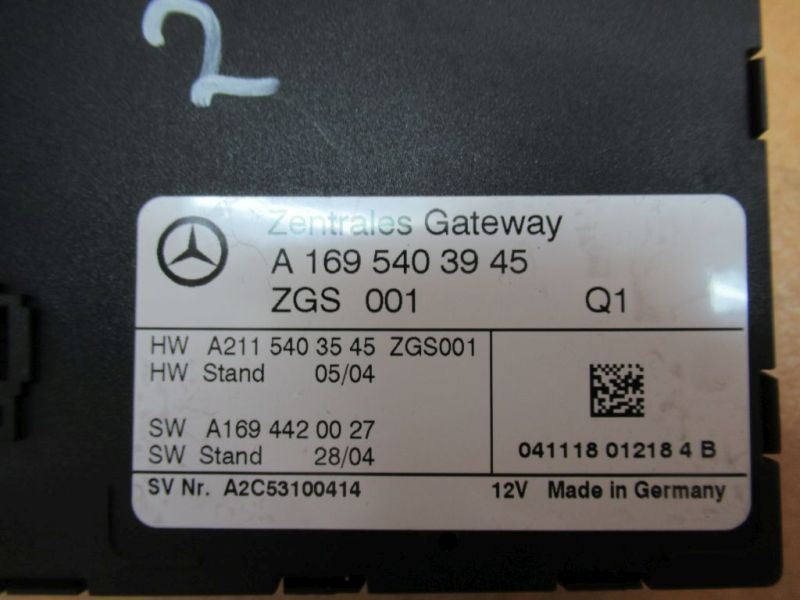 2
Zentrales Gateway
A 169 540 39 45
ZGS 001 Q1
HW A211 540 35 45 ZGS001
HW Stand 05/04
SW A169 442 00 27
SW Stand 28/04
041118 01218 4 B
SV Nr. A2C53100414 12V Made in Germany